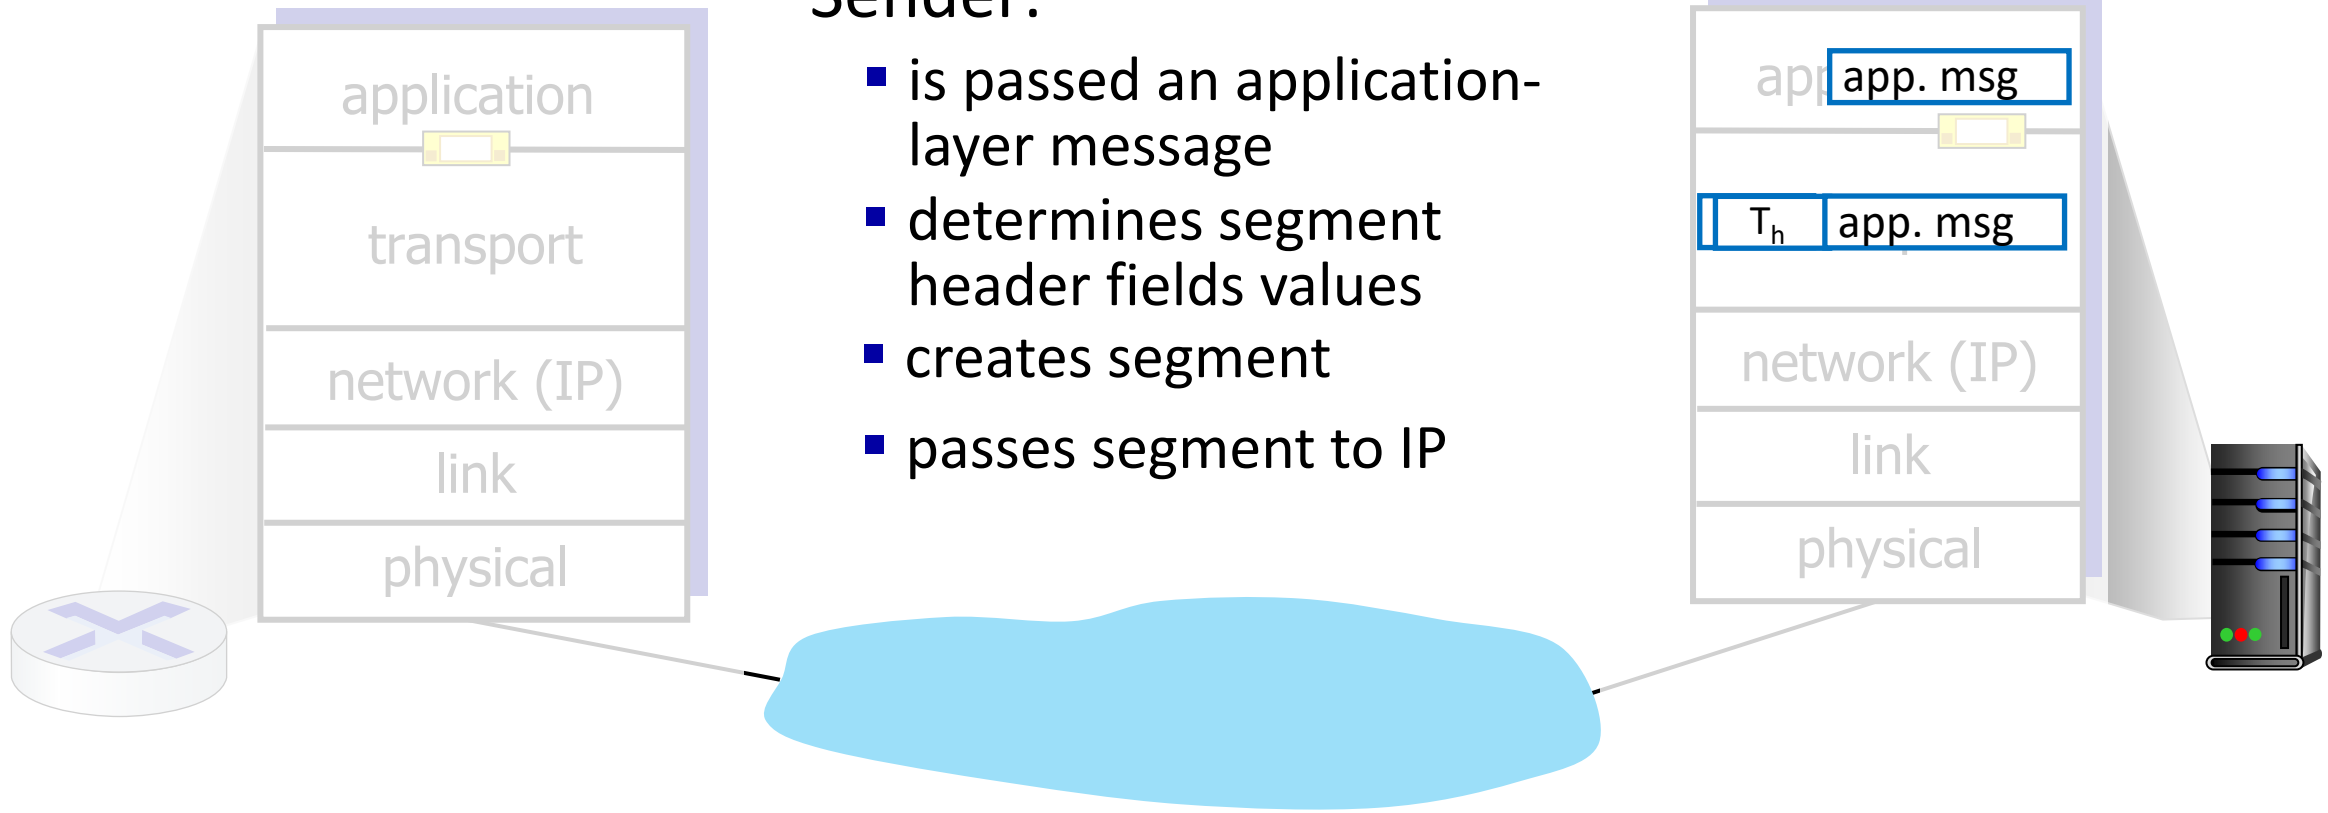 application
transport
network (IP)
link
physical
Sender:
is passed an application-
layer message
determines segment
header fields values
creates segment
passes segment to IP
app
app. msg
Th
app. msg
network (IP)
link
physical